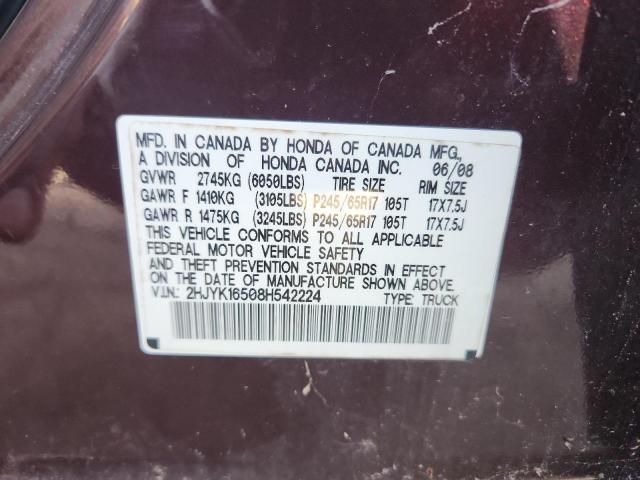 MFD. IN CANADA BY HONDA OF CANADA MFG.,
A DIVISION OF HONDA CANADA INC. 06/08
GVWR 2745KG (6050LBS) TIRE SIZE RIM SIZE
GAWR F 1410KG (3105LBS) P245/65R17 105T 17X7.5J
GAWR R 1475KG (3245LBS) P245/65R17 105T 17X7.5J
THIS VEHICLE CONFORMS TO ALL APPLICABLE
FEDERAL MOTOR VEHICLE SAFETY
AND THEFT PREVENTION STANDARDS IN EFFECT
ON THE DATE OF MANUFACTURE SHOWN ABOVE.
V.I.N.: 2HJYK16508H542224 TYPE: TRUCK